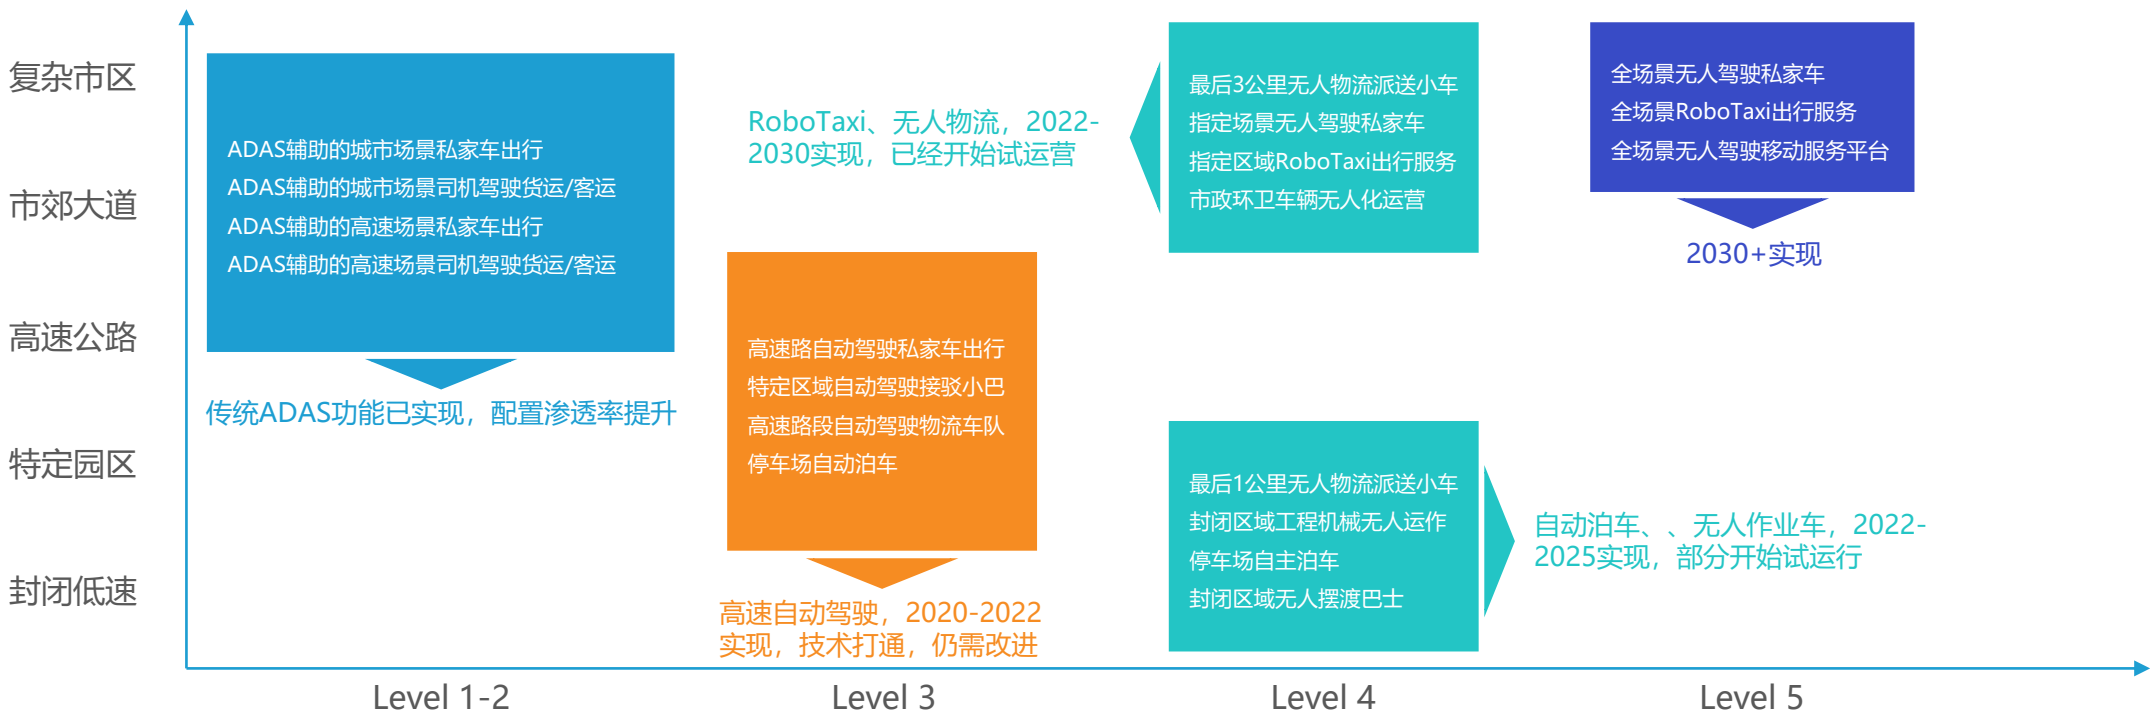 复杂市区
市郊大道
高速公路
特定园区
封闭低速
ADAS辅助的城市场景私家车出行
ADAS辅助的城市场景司机驾驶货运/客运
ADAS辅助的高速场景私家车出行
ADAS辅助的高速场景司机驾驶货运/客运
传统ADAS功能已实现，配置渗透率提升
RoboTaxi、无人物流，2022-
2030实现，已经开始试运营
高速路自动驾驶私家车出行
特定区域自动驾驶接驳小巴
高速路段自动驾驶物流车队
停车场自动泊车
高速自动驾驶，2020-2022
实现，技术打通，仍需改进
最后3公里无人物流派送小车
指定场景无人驾驶私家车
指定区域RoboTaxi出行服务
市政环卫车辆无人化运营
最后1公里无人物流派送小车
封闭区域工程机械无人运作
停车场自主泊车
封闭区域无人摆渡巴士
自动泊车、、无人作业车，2022-
2025实现，部分开始试运行
全场景无人驾驶私家车
全场景RoboTaxi出行服务
全场景无人驾驶移动服务平台
2030+实现
Level 1-2
Level 3
Level 4
Level 5